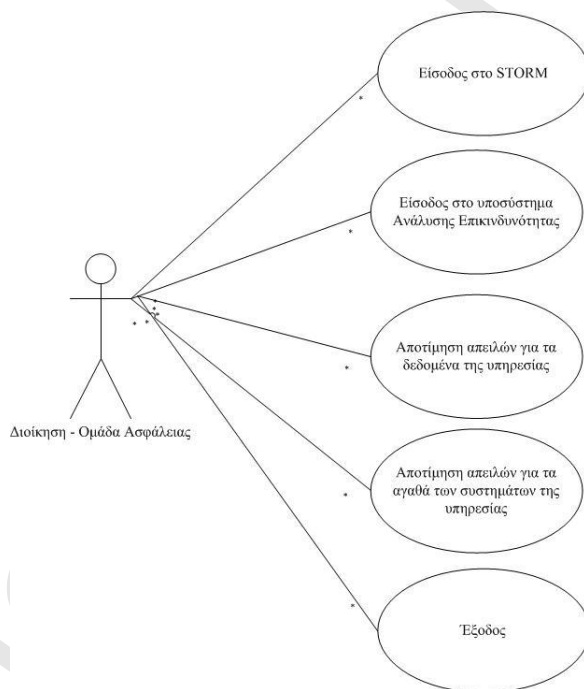 Είσοδος στο STORM
Είσοδος στο υποσύστημα
Ανάλυσης Επικινδυνότητας
Αποτίμηση απειλών για τα
δεδομένα της υπηρεσίας
Διοίκηση - Ομάδα Ασφάλειας
Αποτίμηση απειλών για τα
αγαθά των συστημάτων της
υπηρεσίας
Έξοδος